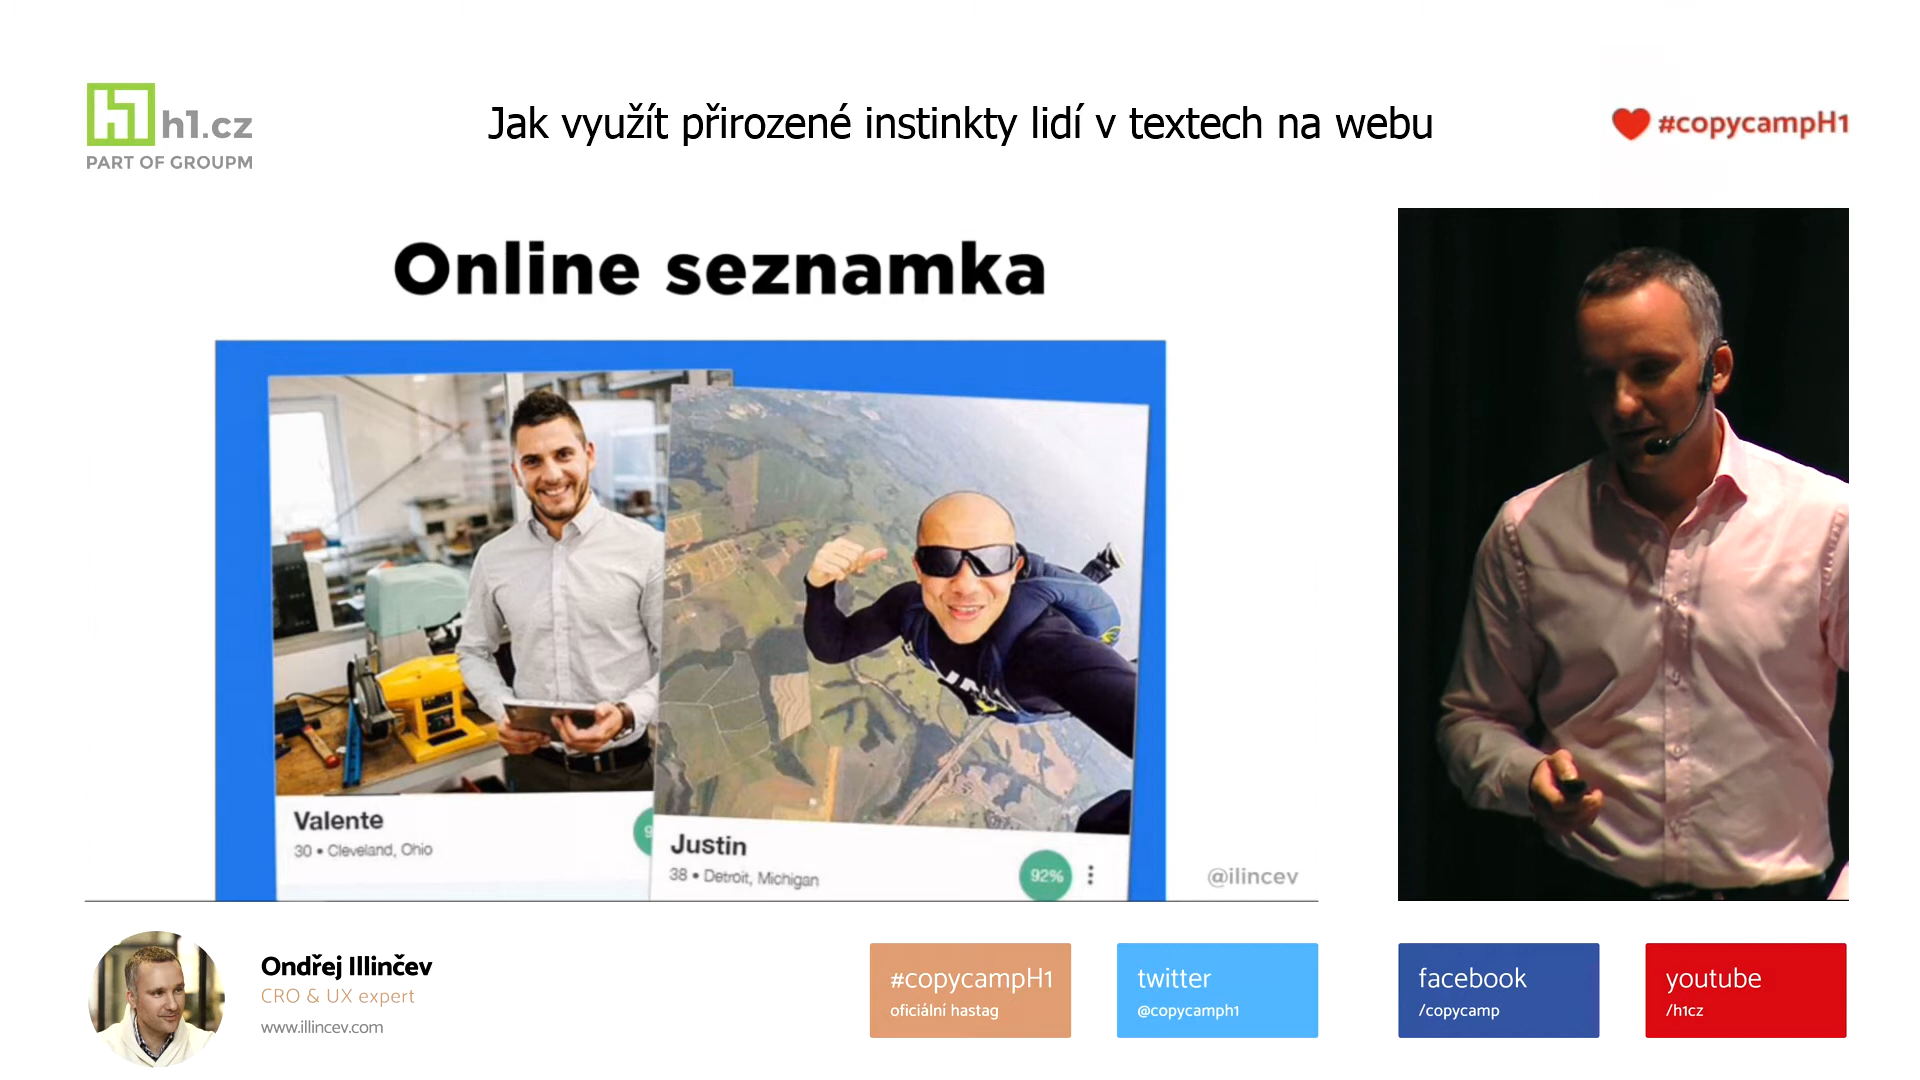 h1.cz
PART OF GROUPM
Jak využít přirozené instinkty lidí v textech na webu
#copycampH1
Online seznamka
Valente
30 • Cleveland, Ohio
9
Justin
38 • Detroit, Michigan
92%
@ilincev
Ondřej Illinčev
CRO & UX expert
www.illincev.com
#copycampH1
oficiální hastag
twitter
@copycamph1
facebook
/copycamp
youtube
/h1cz